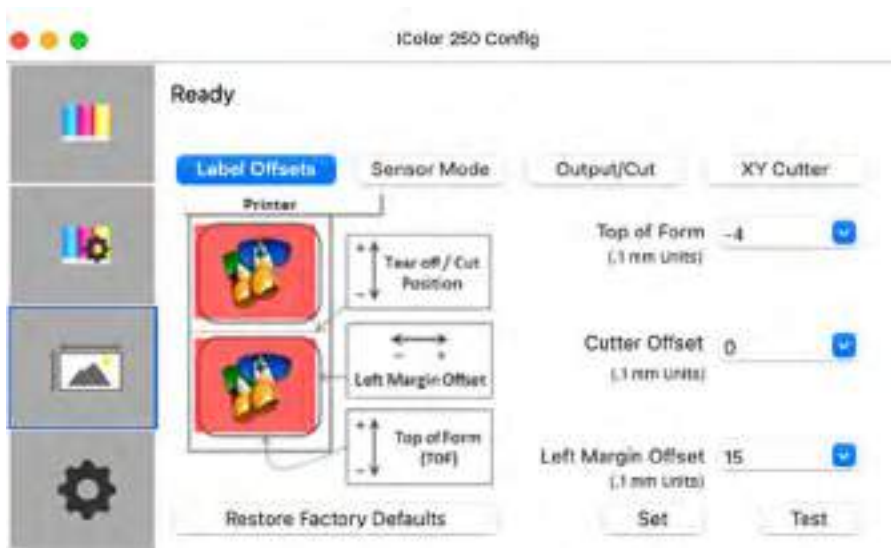 IColor 250 Config
Ready
Label Offsets
Sensor Mode
Output/Cut
XY Cutter
Printer
Tear off / Cut
Position
Left Margin Offset
Top of Form
(TOF)
Top of Form -4
(.1 mm Units)
Cutter Offset 0
(.1 mm Units)
Left Margin Offset 15
(.1 mm Units)
Restore Factory Defaults
Set
Test